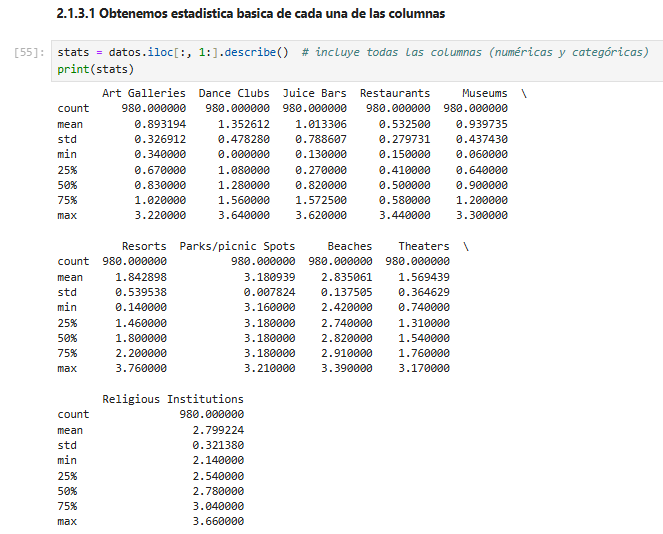 2.1.3.1 Obtenemos estadistica basica de cada una de las columnas
[55]: stats = datos.iloc[:, 1:].describe()  # incluye todas las columnas (numéricas y categóricas)
print(stats)
       Art Galleries  Dance Clubs  Juice Bars  Restaurants     Museums  \
count     980.000000   980.000000  980.000000   980.000000  980.000000
mean        0.893194     1.352612    1.013306     0.532500    0.939735
std         0.326912     0.478280    0.788607     0.279731    0.437430
min         0.340000     0.000000    0.130000     0.150000    0.060000
25%         0.670000     1.080000    0.270000     0.410000    0.640000
50%         0.830000     1.280000    0.820000     0.500000    0.900000
75%         1.020000     1.560000    1.572500     0.580000    1.200000
max         3.220000     3.640000    3.620000     3.440000    3.300000
          Resorts  Parks/picnic Spots     Beaches    Theaters  \
count  980.000000          980.000000  980.000000  980.000000
mean     1.842898            3.180939    2.835061    1.569439
std      0.539538            0.007824    0.137505    0.364629
min      0.140000            3.160000    2.420000    0.740000
25%      1.460000            3.180000    2.740000    1.310000
50%      1.800000            3.180000    2.820000    1.540000
75%      2.200000            3.180000    2.910000    1.760000
max      3.760000            3.210000    3.390000    3.170000
       Religious Institutions
count              980.000000
mean                 2.799224
std                  0.321380
min                  2.140000
25%                  2.540000
50%                  2.780000
75%                  3.040000
max                  3.660000